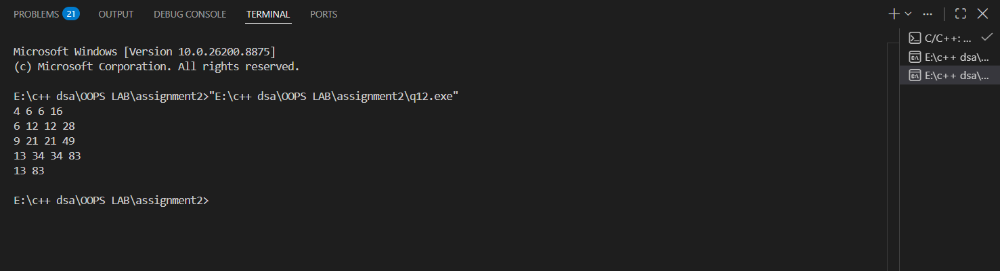 PROBLEMS 21 OUTPUT DEBUG CONSOLE TERMINAL PORTS
Microsoft Windows [Version 10.0.26200.8875]
(c) Microsoft Corporation. All rights reserved.
E:\c++ dsa\OOPS LAB\assignment2>"E:\c++ dsa\OOPS LAB\assignment2\q12.exe"
4 6 6 16
6 12 12 28
9 21 21 49
13 34 34 83
13 83
E:\c++ dsa\OOPS LAB\assignment2>
C/C++: ...
E:\c++ dsa\...
E:\c++ dsa\...